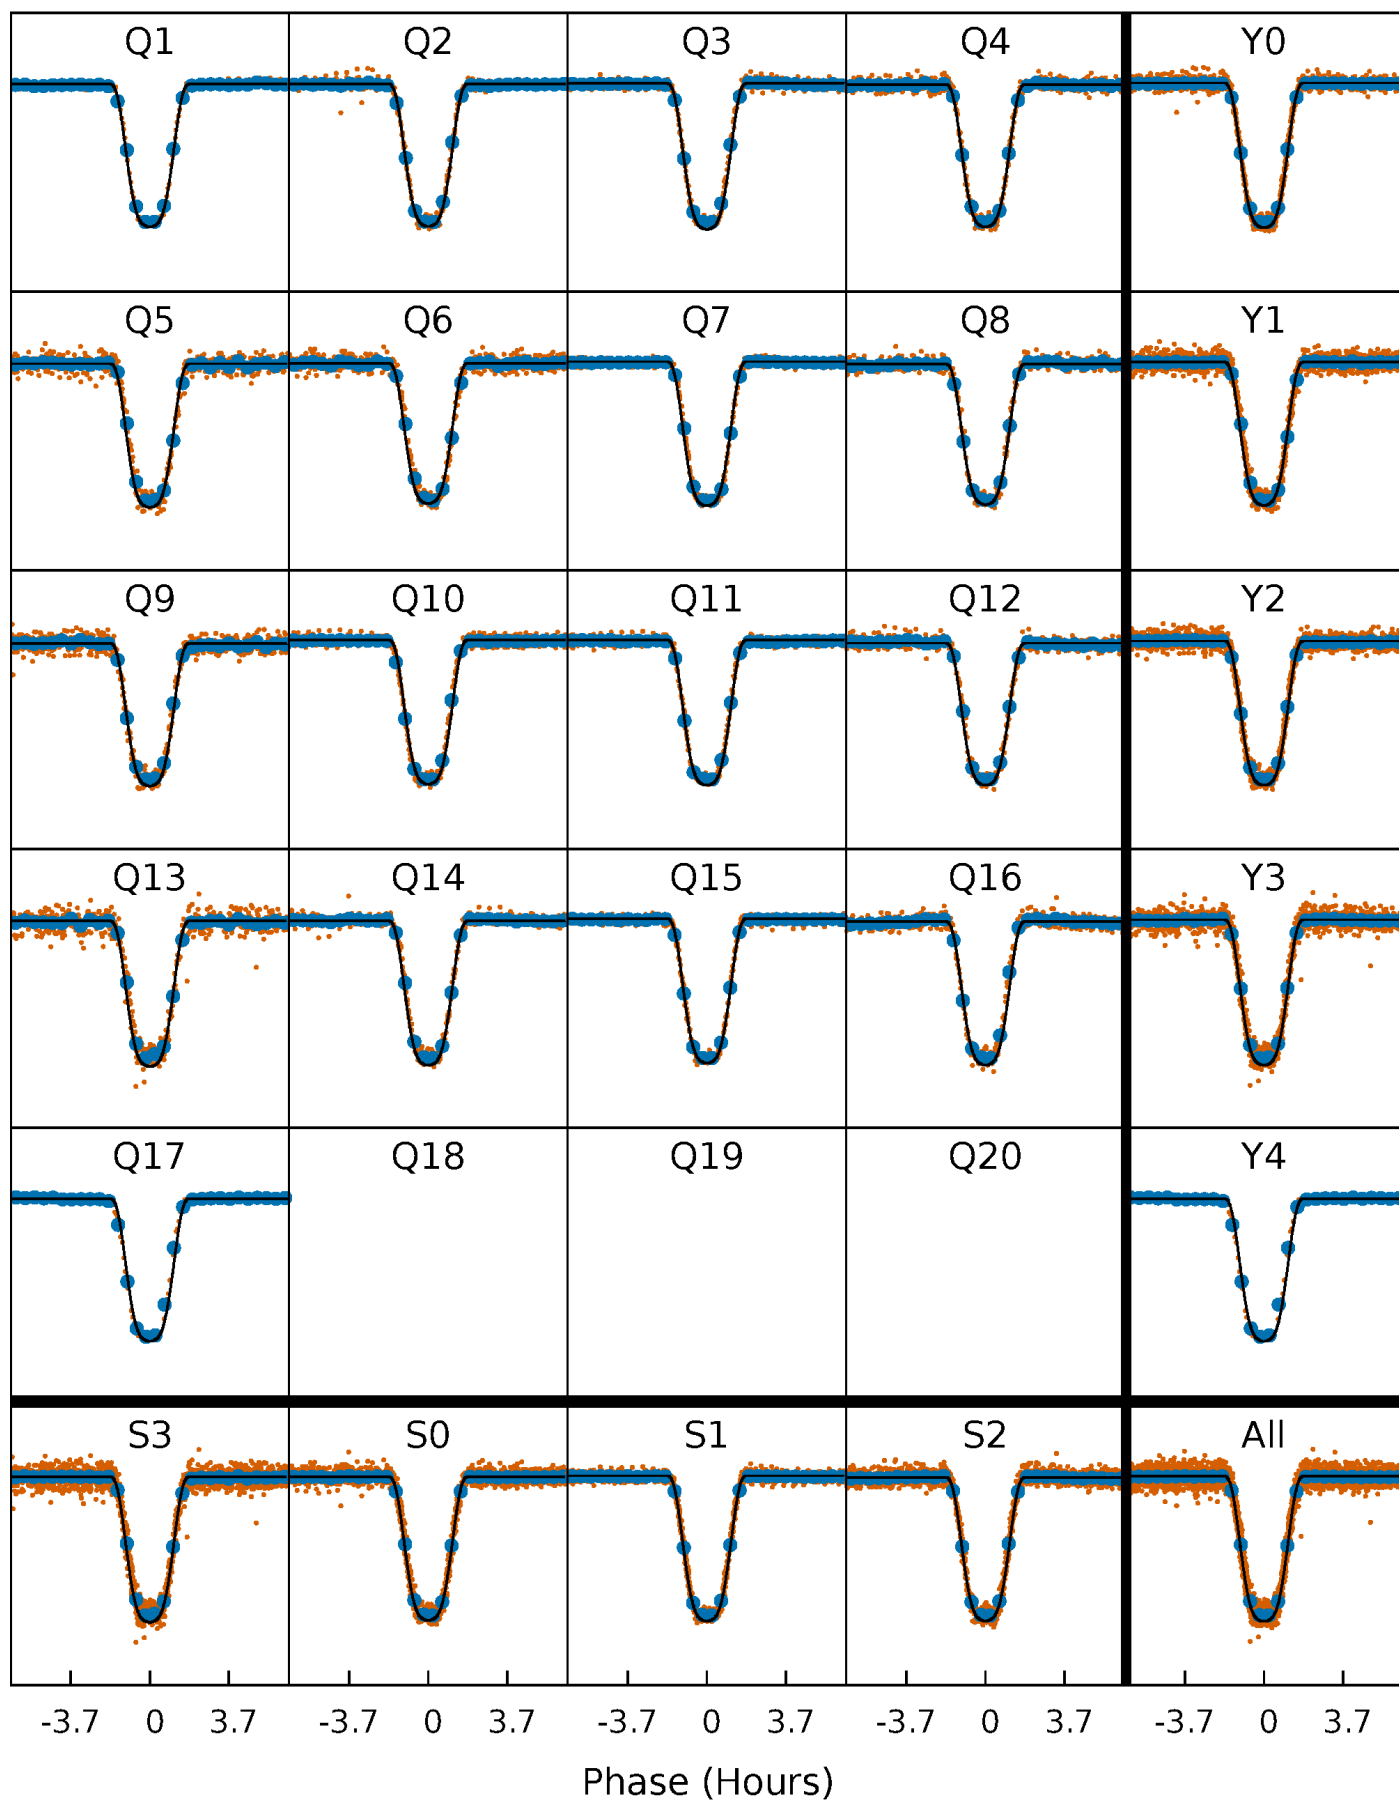 Q1 Q2 Q3 Q4 Y0
Q5 Q6 Q7 Q8 Y1
Q9 Q10 Q11 Q12 Y2
Q13 Q14 Q15 Q16 Y3
Q17 Q18 Q19 Q20 Y4
S3 S0 S1 S2 All
-3.7 0 3.7 -3.7 0 3.7 -3.7 0 3.7 -3.7 0 3.7 -3.7 0 3.7
Phase (Hours)